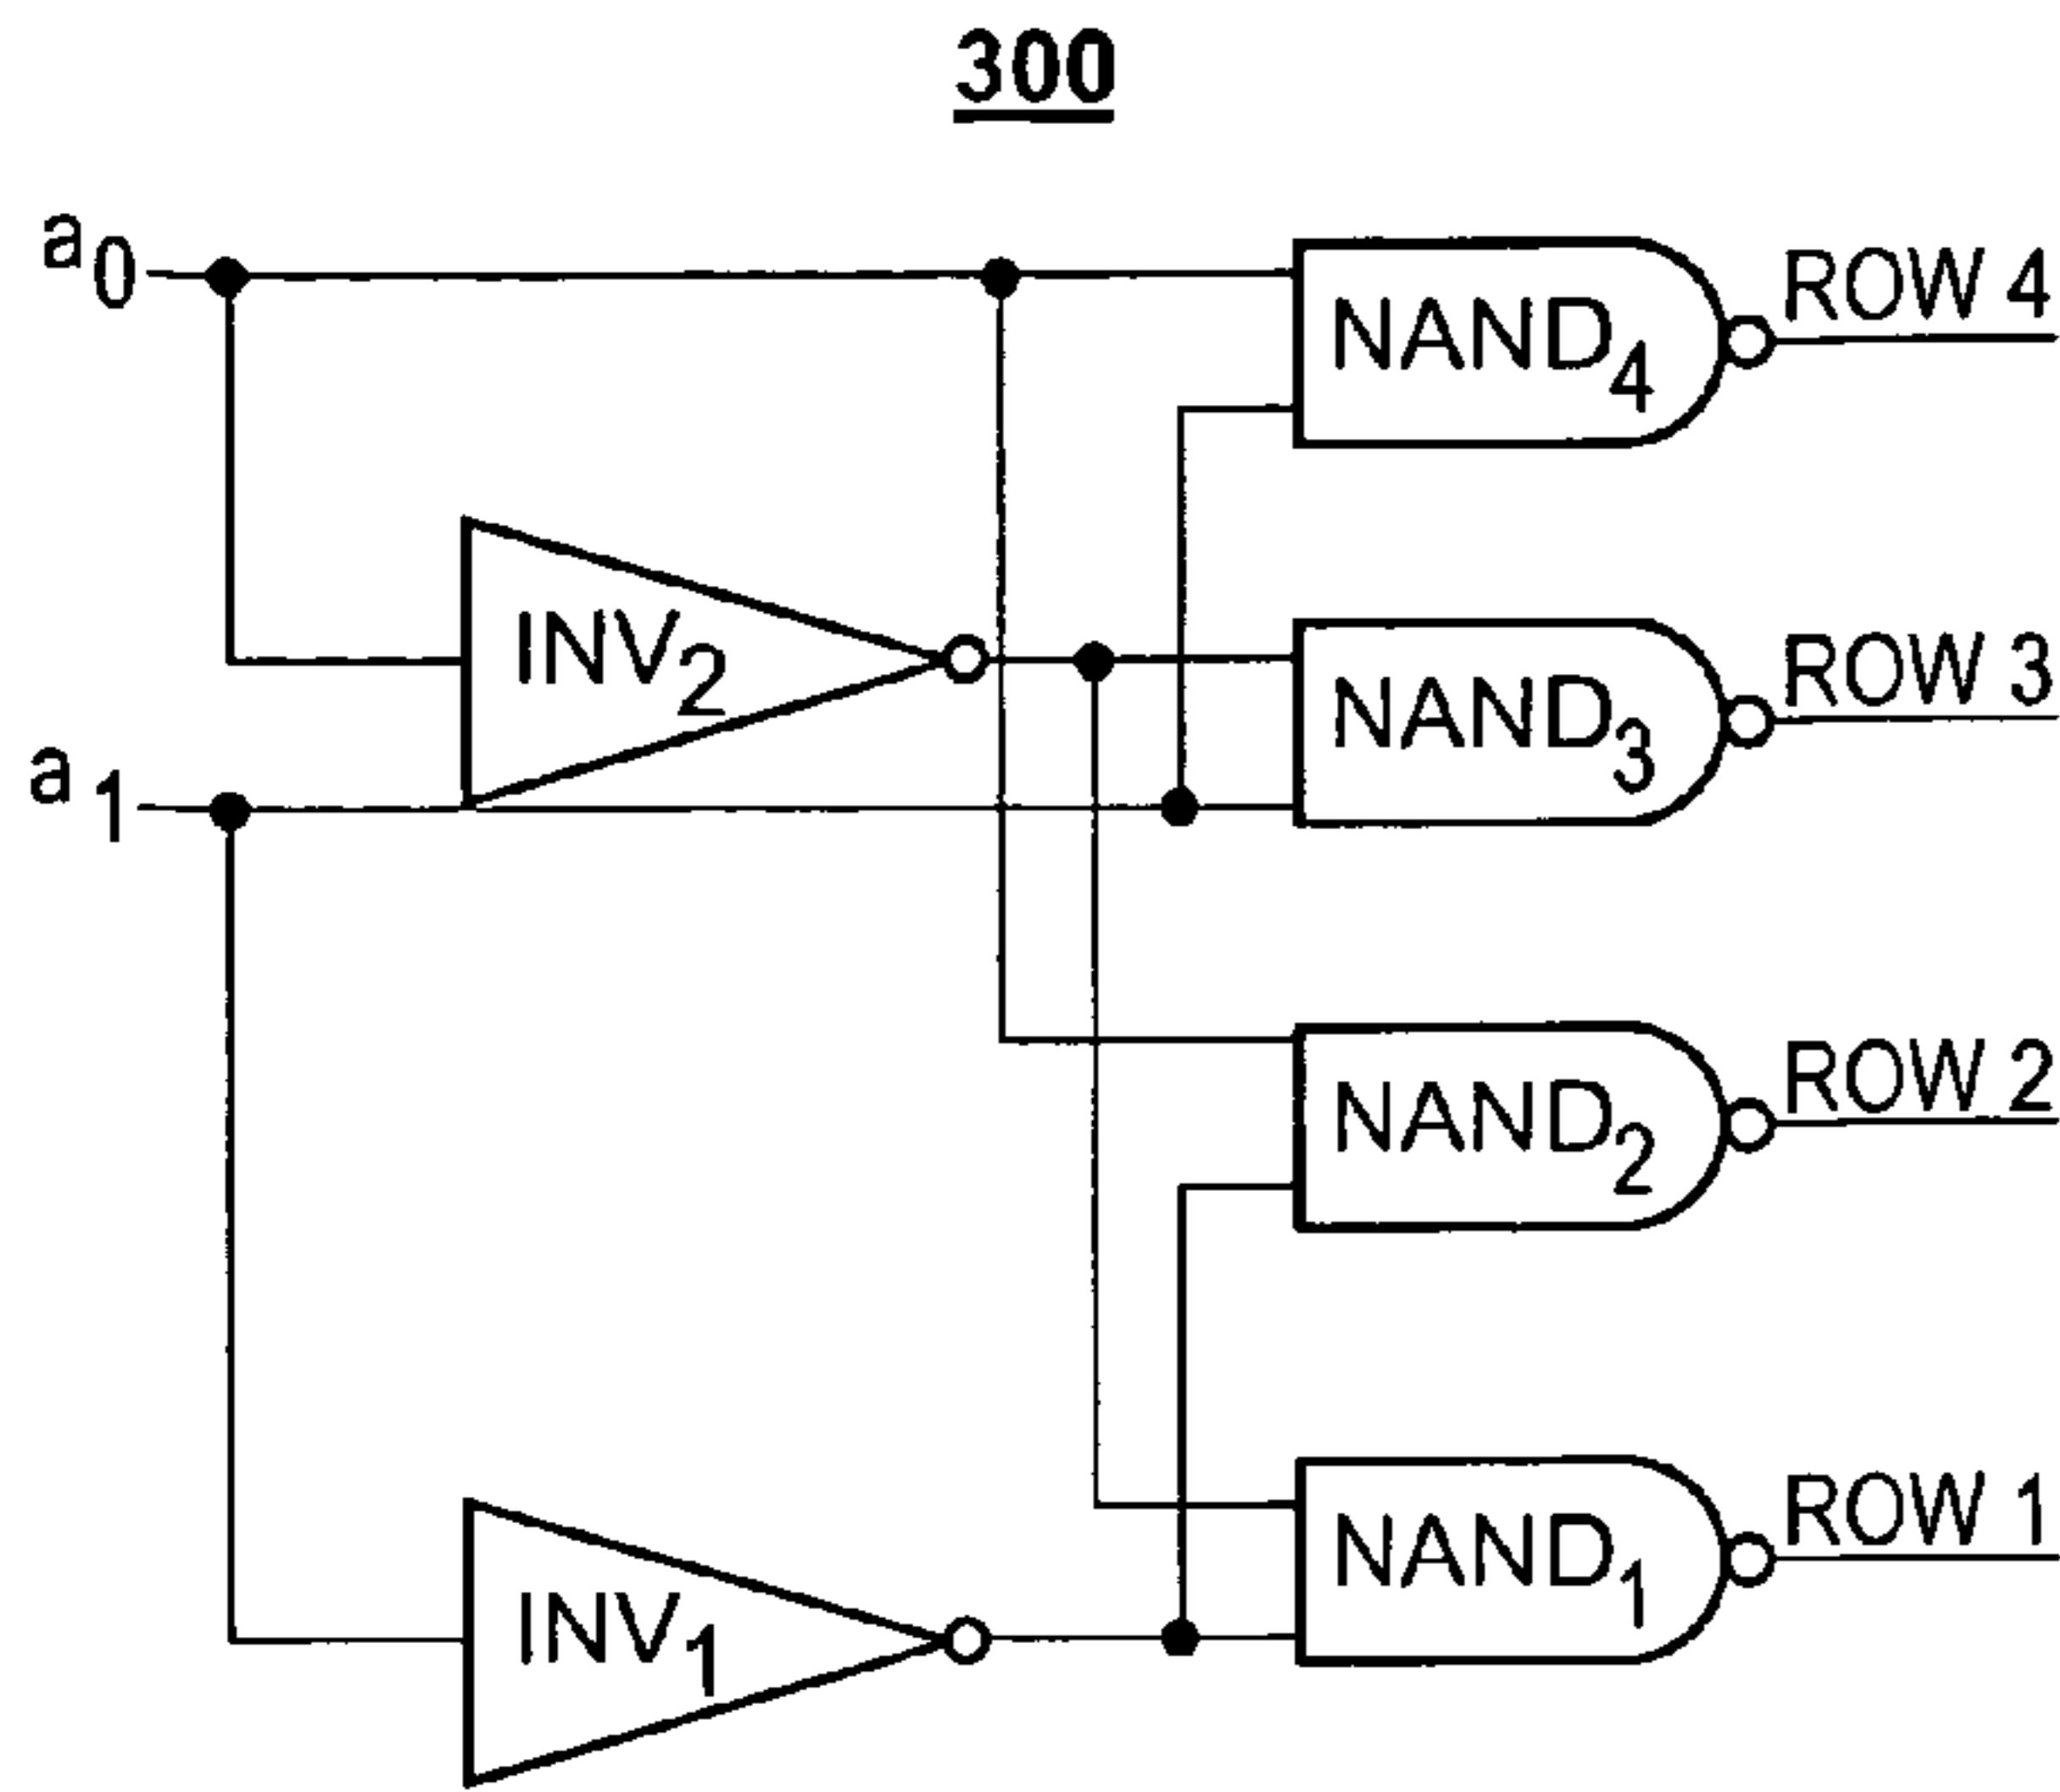 300
a0
NAND4
ROW 4
INV2
NAND3
ROW 3
a1
NAND2
ROW 2
INV1
NAND1
ROW 1